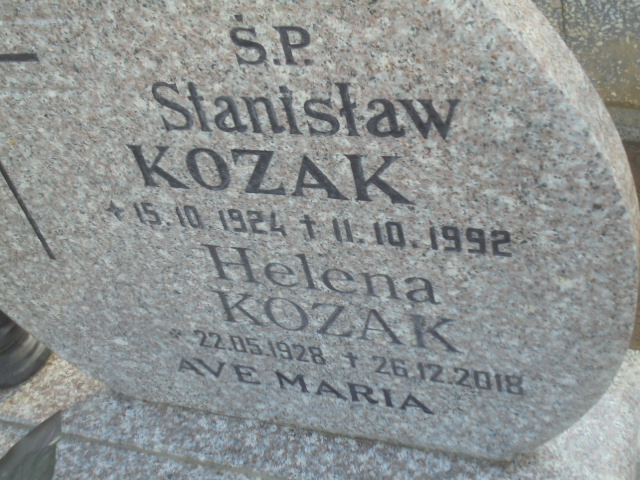 Ś.P.
Stanisław
KOZAK
+ 15.10.1924 † 11.10.1992
Helena
KOZAK
* 22.05.1928 † 26.12.2018
AVE MARIA